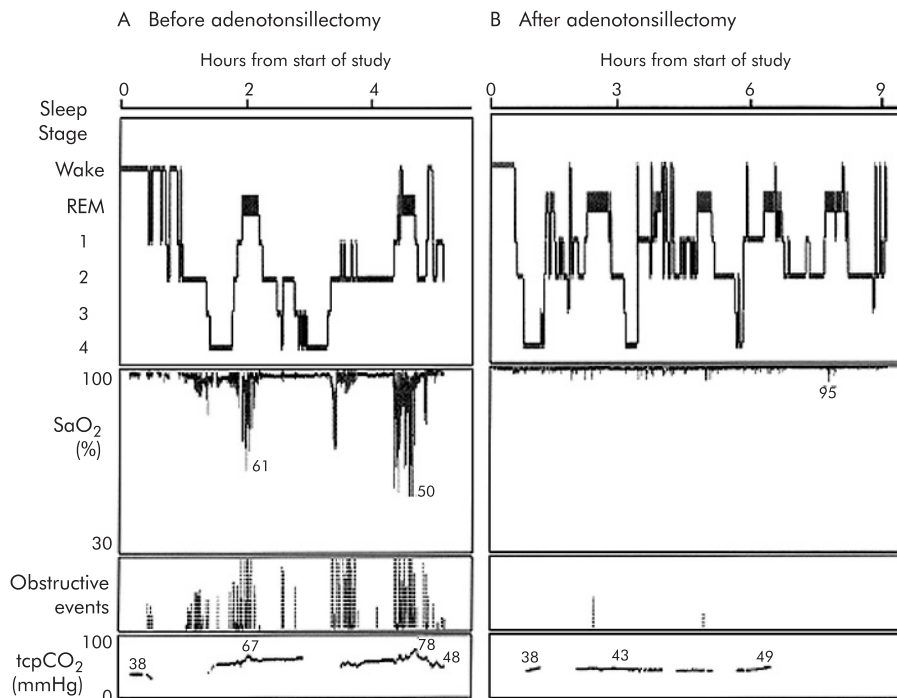 A Before adenotonsillectomy
B After adenotonsillectomy
Hours from start of study
Hours from start of study
0 2 4
0 3 6 9
Sleep
Stage
Wake
REM
1
2
3
4
100
SaO2
(%)
30
61
50
95
Obstructive
events
100
tcpCO2
(mmHg)
0
38
67
78
48
38
43
49